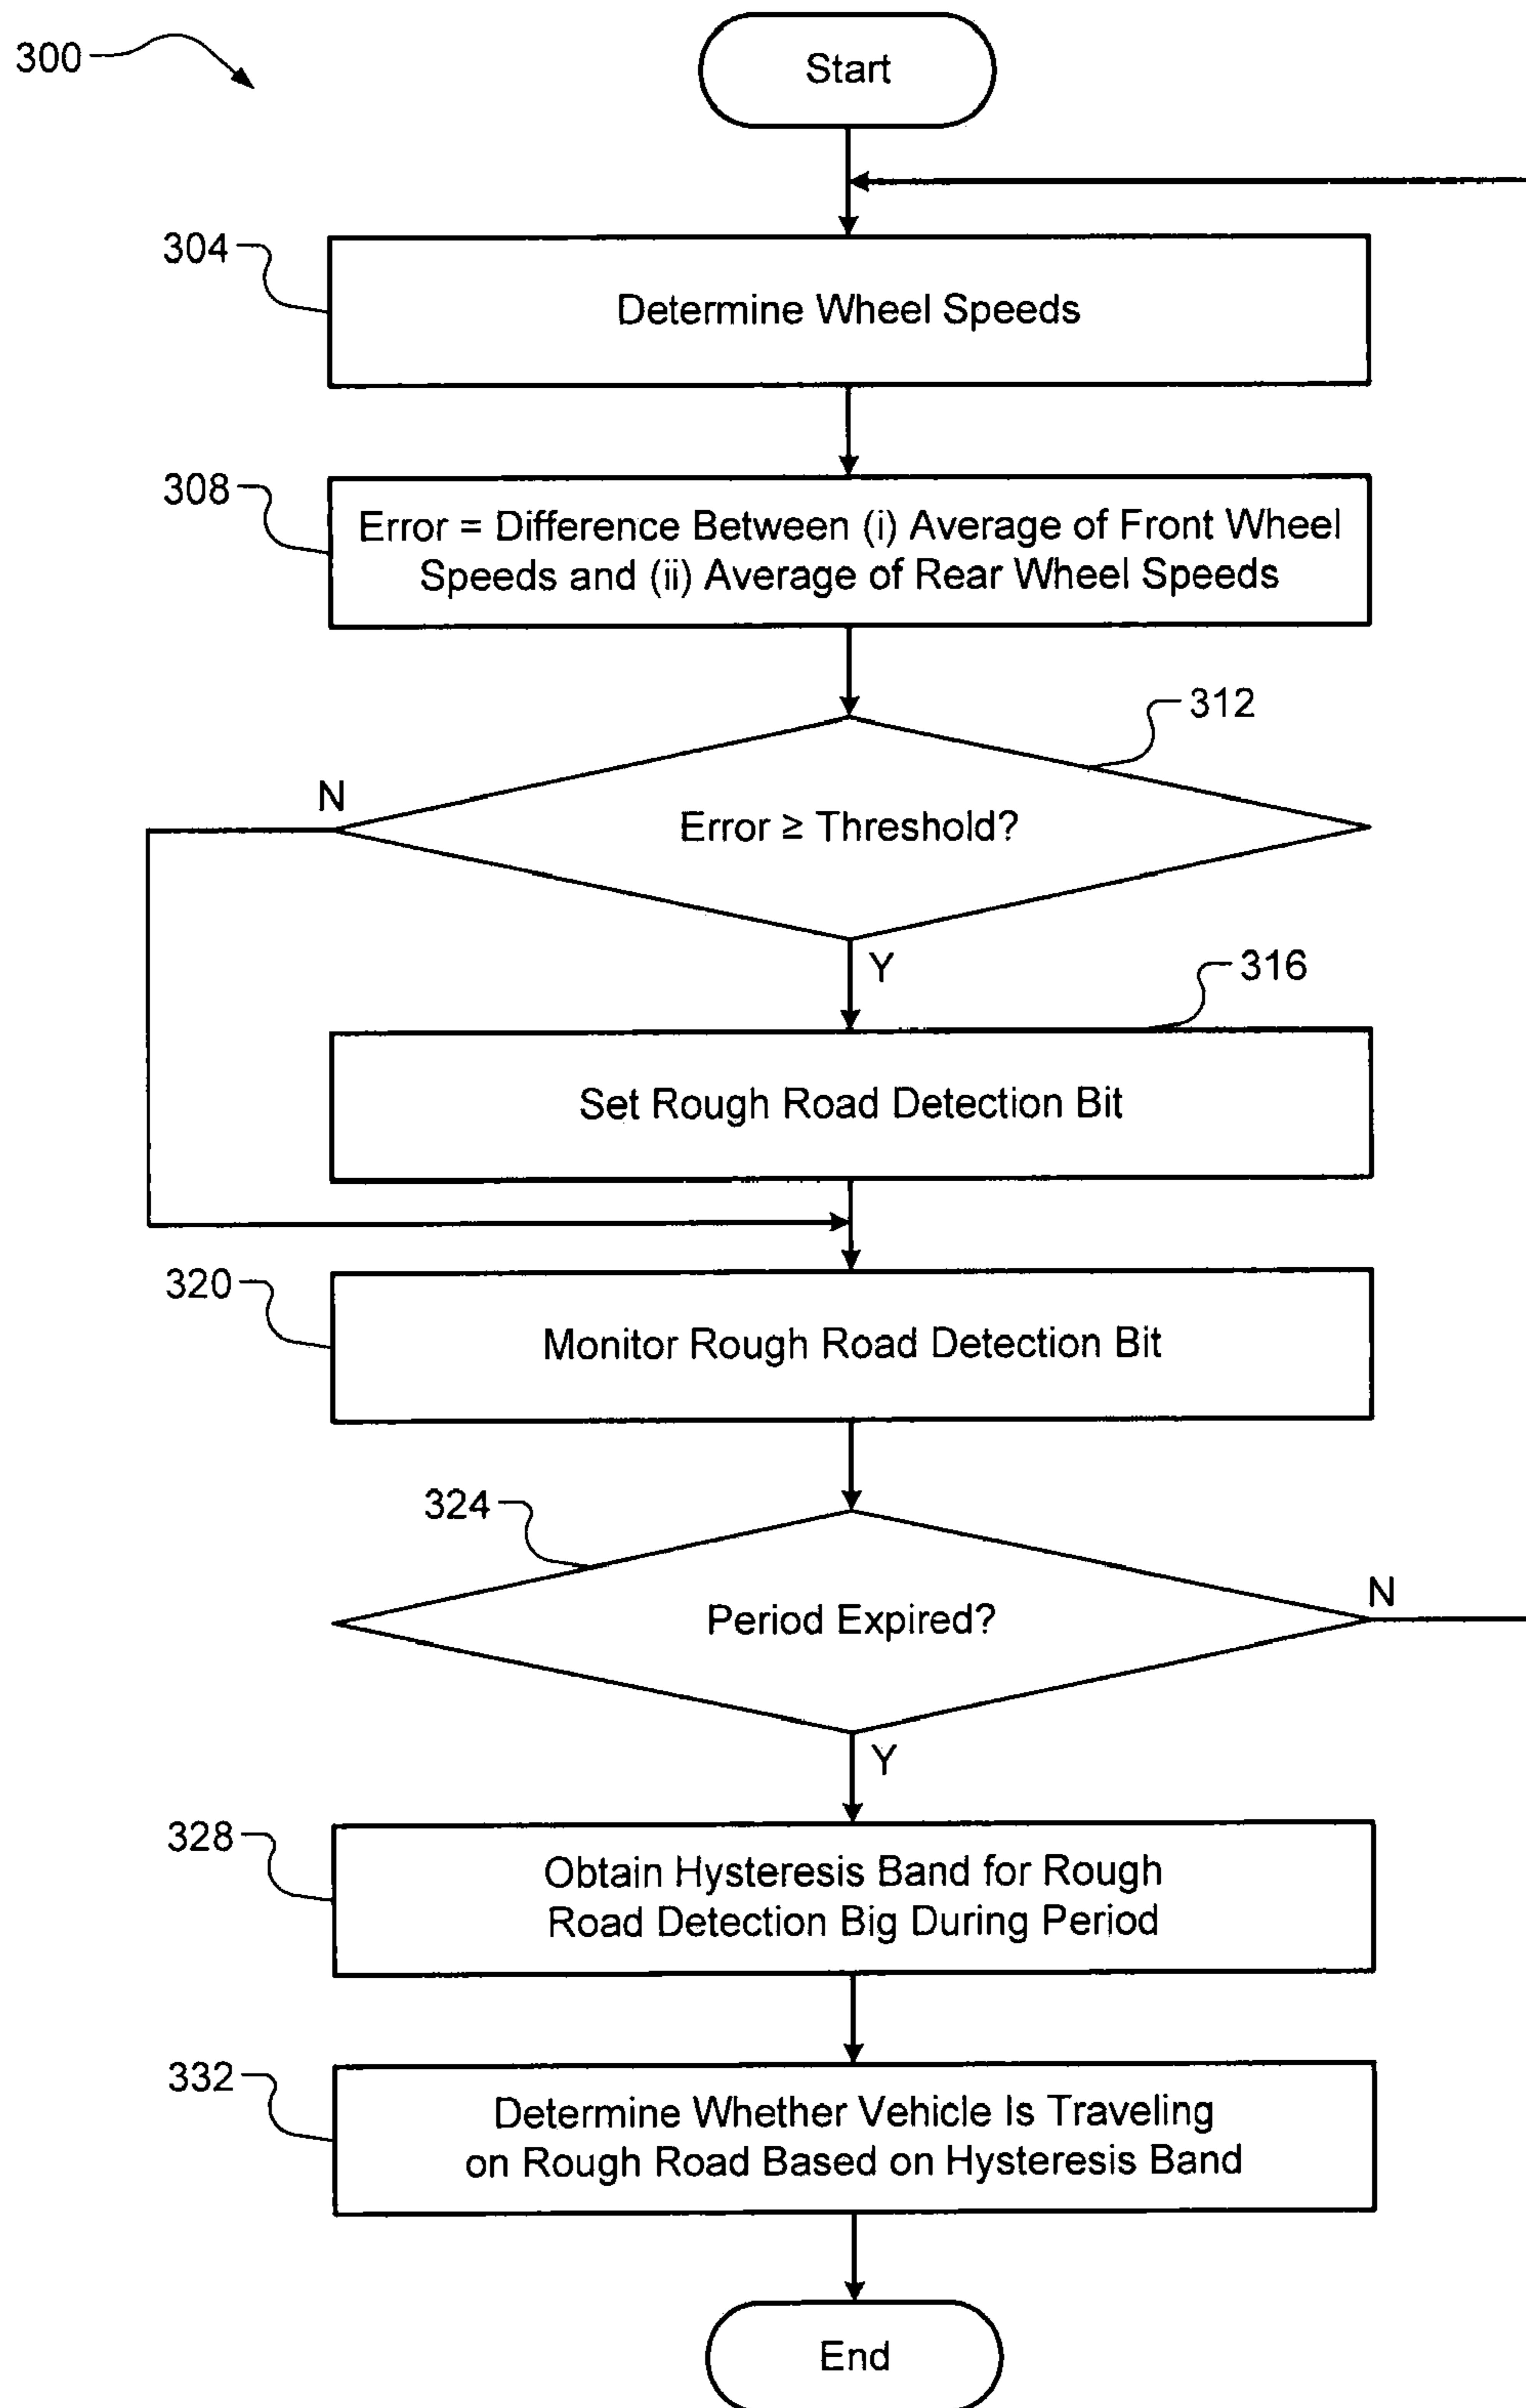 300
Start
304
Determine Wheel Speeds
308
Error = Difference Between (i) Average of Front Wheel
Speeds and (ii) Average of Rear Wheel Speeds
312
N
Error ≥ Threshold?
Y
316
Set Rough Road Detection Bit
320
Monitor Rough Road Detection Bit
324
N
Period Expired?
Y
328
Obtain Hysteresis Band for Rough
Road Detection Big During Period
332
Determine Whether Vehicle Is Traveling
on Rough Road Based on Hysteresis Band
End